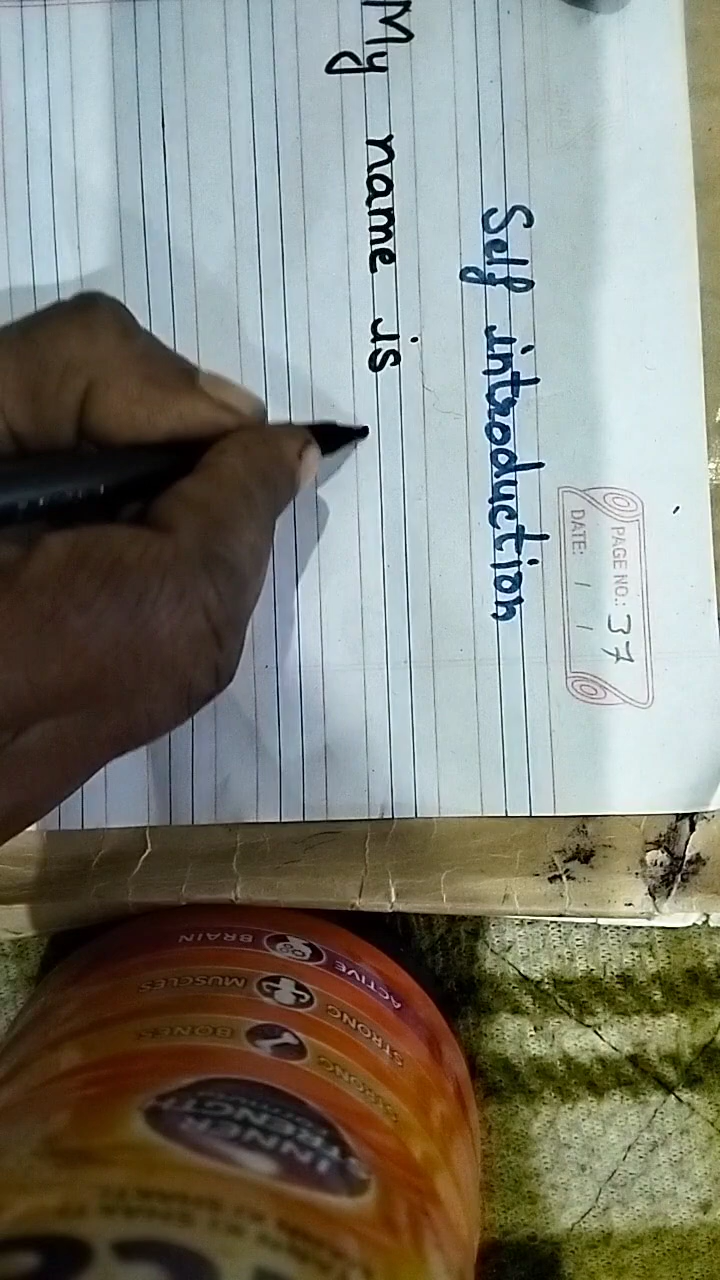 PAGE NO.: 37
DATE: / /
Self introduction
My name is
ACTIVE BRAIN
STRONG MUSCLES
STRONG BONES
INNER STRENGTH